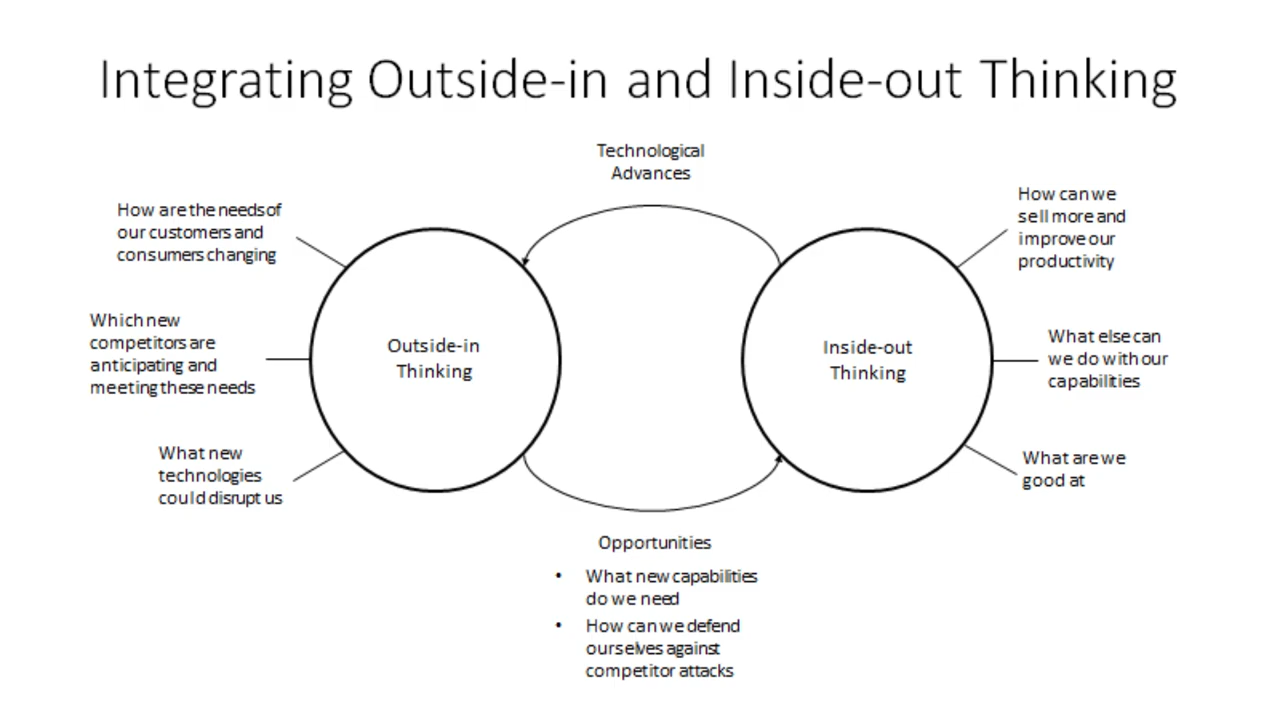 Integrating Outside-in and Inside-out Thinking
Technological
Advances
How are the needs of
our customers and
consumers changing
Which new
competitors are
anticipating and
meeting these needs
What new
technologies
could disrupt us
Outside-in
Thinking
Inside-out
Thinking
How can we
sell more and
improve our
productivity
What else can
we do with our
capabilities
What are we
good at
Opportunities
• What new capabilities
do we need
• How can we defend
ourselves against
competitor attacks